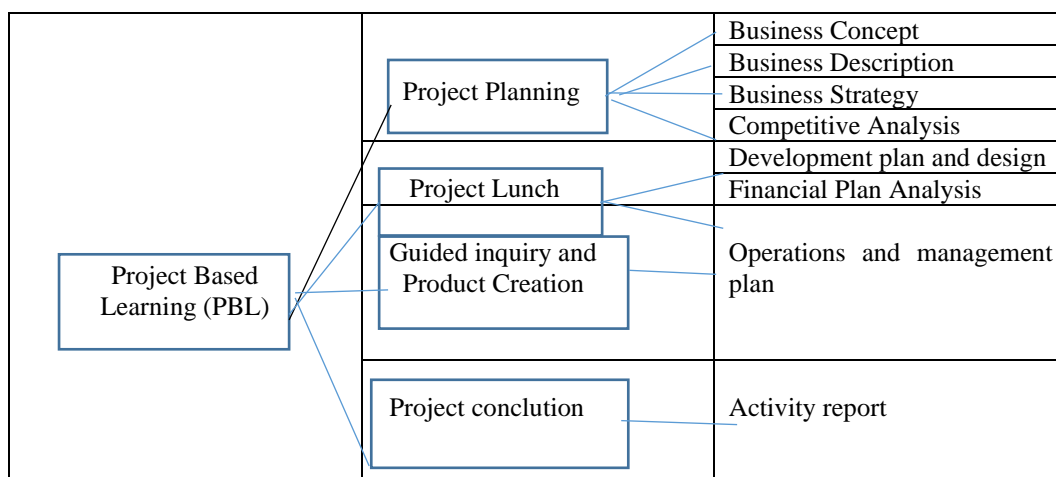 Project Based
Learning (PBL)
Project Planning
Business Concept
Business Description
Business Strategy
Competitive Analysis
Project Lunch
Development plan and design
Financial Plan Analysis
Guided inquiry and
Product Creation
Operations and management
plan
Project conclution
Activity report